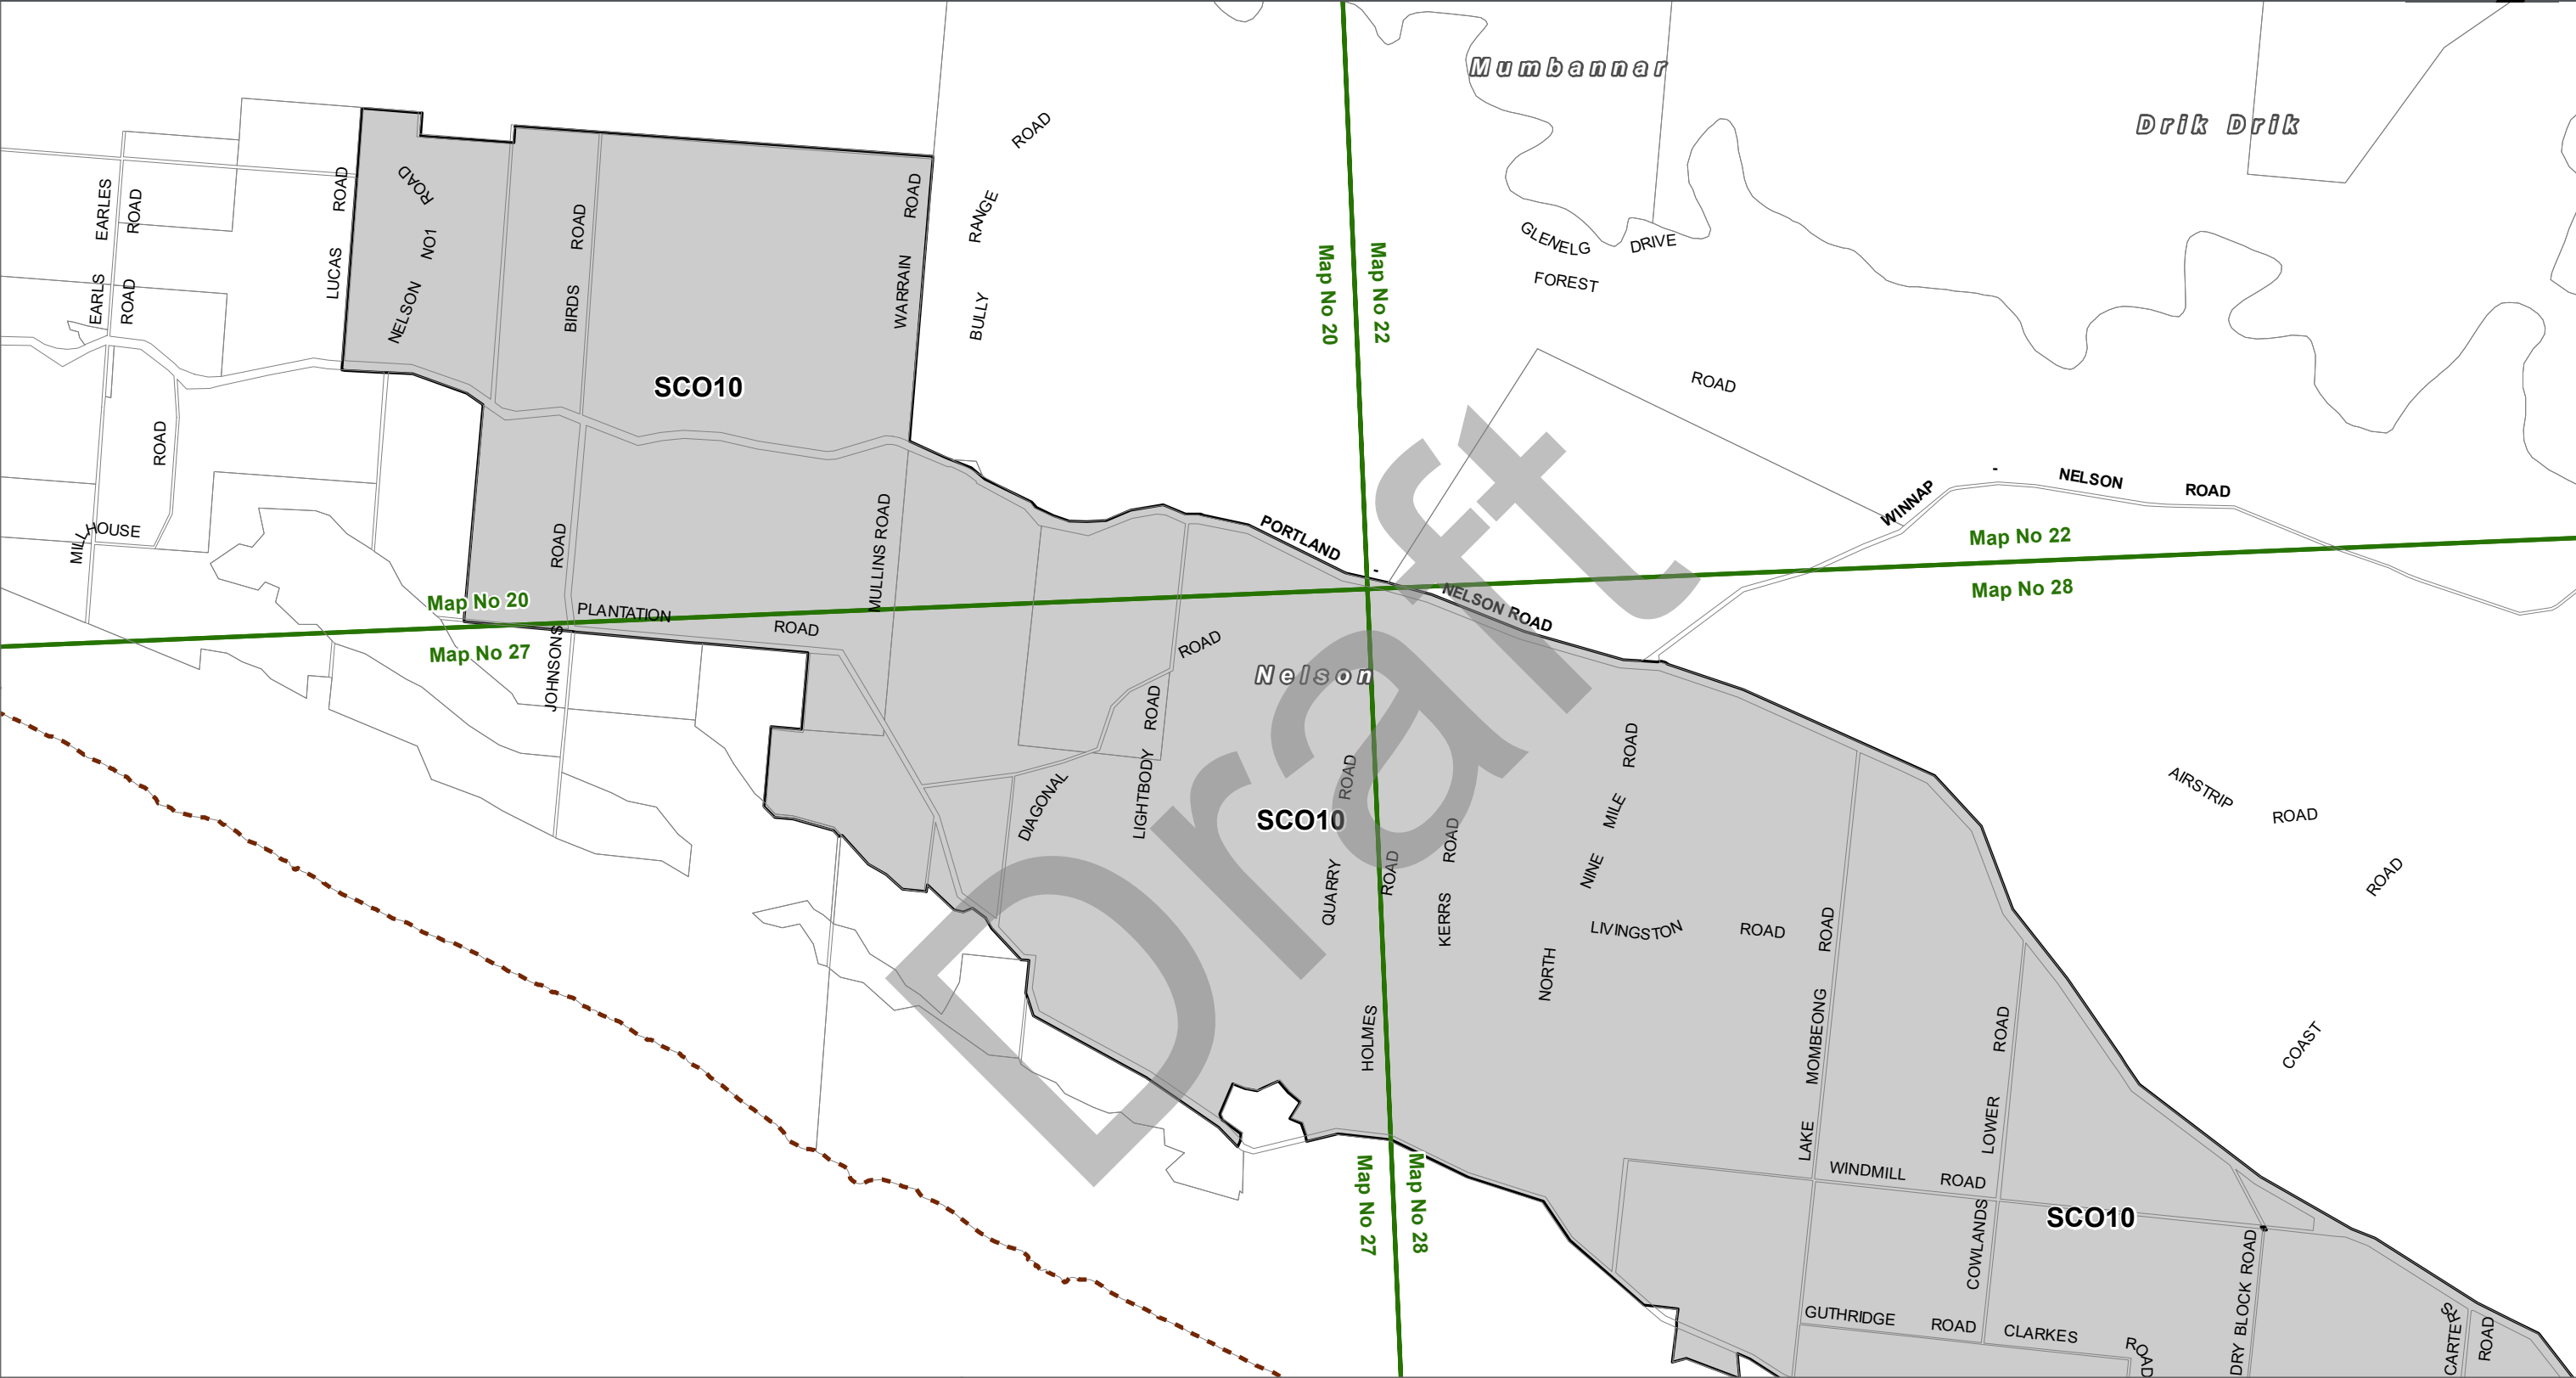 Mumbannar
Drik Drik
ROAD
RANGE
BULLY
EARLES
ROAD
EARLS
ROAD
LUCAS
ROAD
ROAD
NO1
NELSON
BIRDS
ROAD
WARRAIN
ROAD
SCO10
Map No 20
Map No 22
GLENELG
DRIVE
FOREST
ROAD
WINNAP
-
NELSON
ROAD
Map No 22
Map No 28
ROAD
MILL
HOUSE
ROAD
MULLINS ROAD
PORTLAND
-
NELSON ROAD
Map No 20
Map No 27
PLANTATION
ROAD
JOHNSONS
Nelson
ROAD
DIAGONAL
LIGHTBODY
ROAD
SCO10
QUARRY
ROAD
HOLMES
ROAD
KERRS
ROAD
NORTH
NINE
MILE
ROAD
LIVINGSTON
ROAD
LAKE
MOMBEONG
ROAD
AIRSTRIP
ROAD
COAST
ROAD
COWLANDS
LOWER
ROAD
Draft
Map No 27
Map No 28
WINDMILL
ROAD
SCO10
GUTHRIDGE
ROAD
CLARKES
ROAD
DRY BLOCK ROAD
CARTERS
ROAD